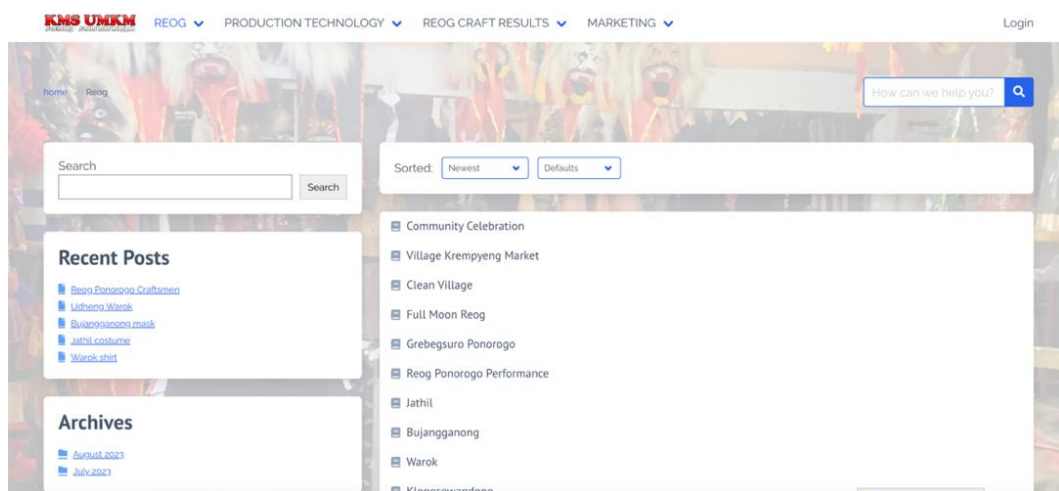 KMS UMKM
REOG PRODUCTION TECHNOLOGY REOG CRAFT RESULTS MARKETING Login
home Reog
How can we help you?
Search
Search
Recent Posts
Reog Ponorogo Craftsmen
Udheng Warok
Bujangganong mask
Jathil costume
Warok shirt
Archives
August 2023
July 2023
Sorted: Newest Defaults
Community Celebration
Village Krempyeng Market
Clean Village
Full Moon Reog
Grebegsuro Ponorogo
Reog Ponorogo Performance
Jathil
Bujangganong
Warok